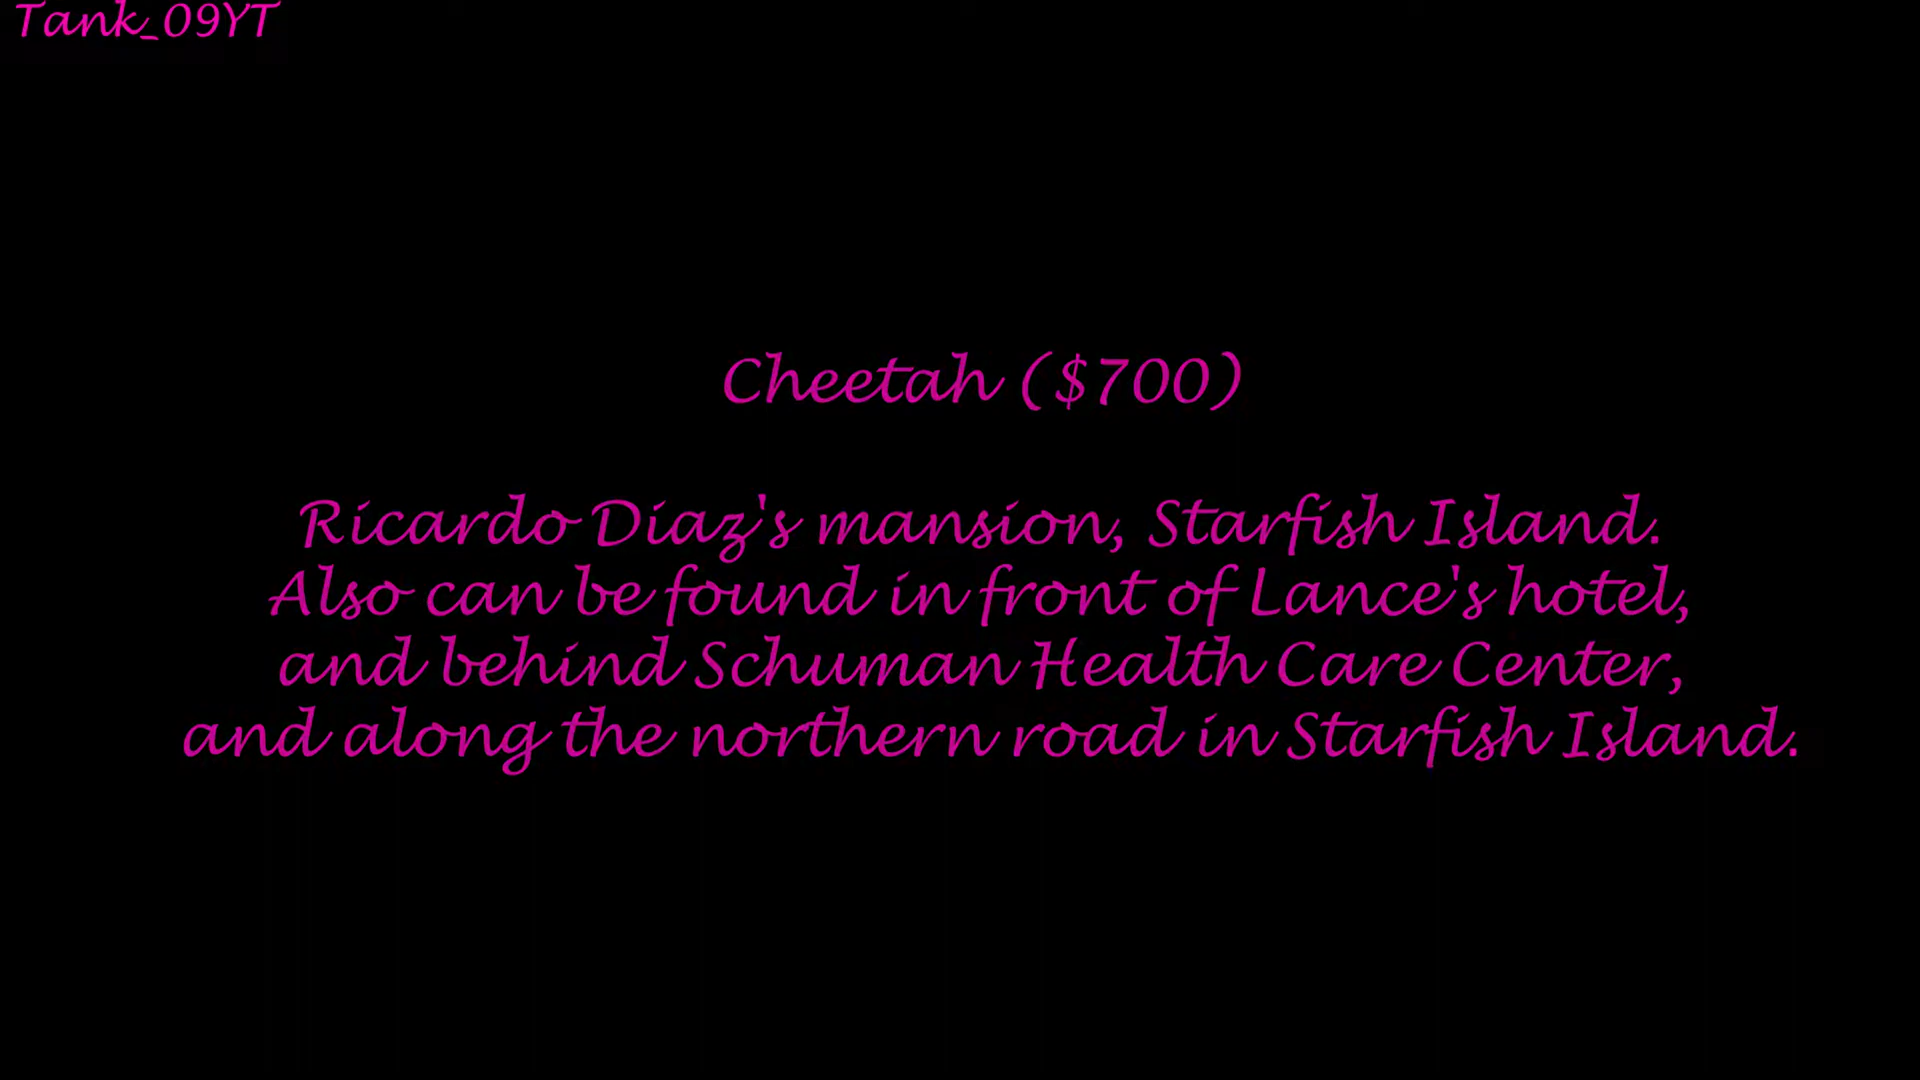 Tank_09YT
Cheetah ($700)
Ricardo Diaz's mansion, Starfish Island.
Also can be found in front of Lance's hotel,
and behind Schuman Health Care Center,
and along the northern road in Starfish Island.